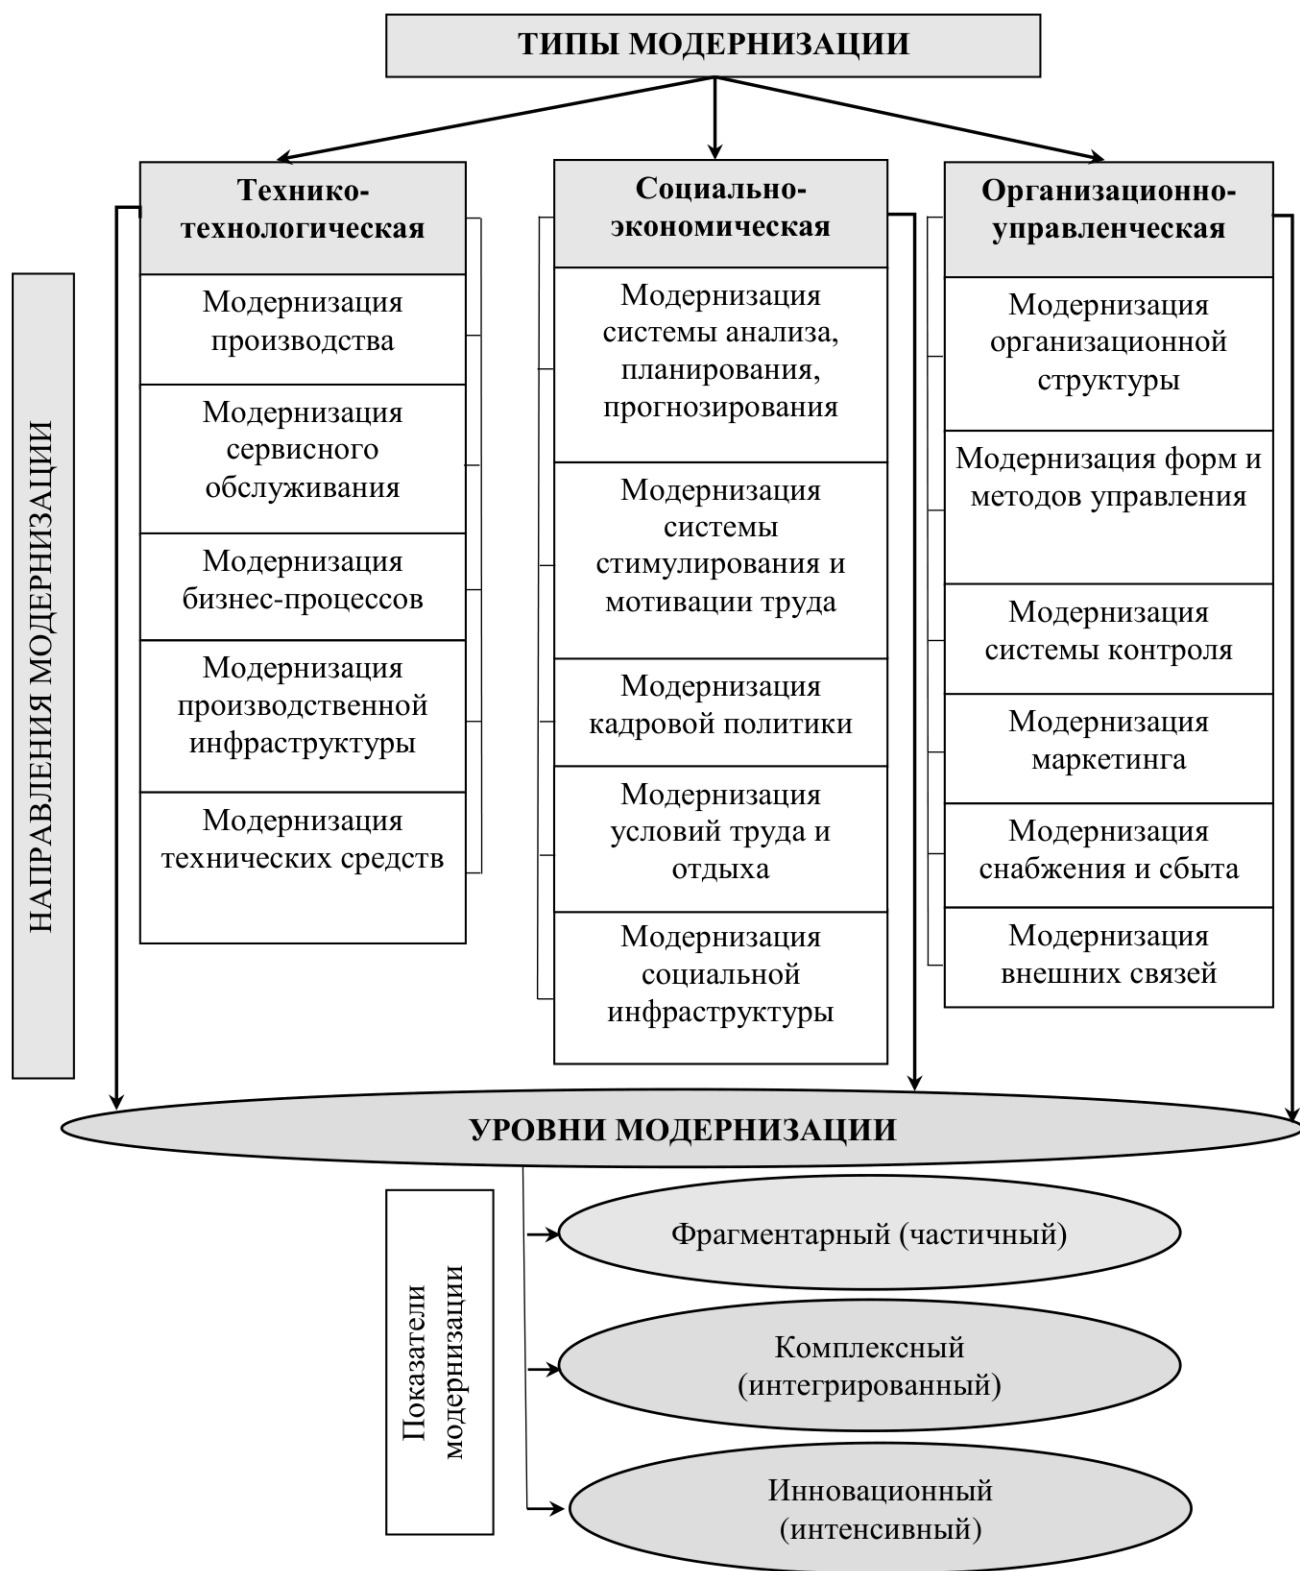 ТИПЫ МОДЕРНИЗАЦИИ
Технико-
технологическая
Модернизация
производства
Модернизация
сервисного
обслуживания
Модернизация
бизнес-процессов
Модернизация
производственной
инфраструктуры
Модернизация
технических средств
Социально-
экономическая
Модернизация
системы анализа,
планирования,
прогнозирования
Модернизация
системы
стимулирования и
мотивации труда
Модернизация
кадровой политики
Модернизация
условий труда и
отдыха
Модернизация
социальной
инфраструктуры
Организационно-
управленческая
Модернизация
организационной
структуры
Модернизация форм и
методов управления
Модернизация
системы контроля
Модернизация
маркетинга
Модернизация
снабжения и сбыта
Модернизация
внешних связей
НАПРАВЛЕНИЯ МОДЕРНИЗАЦИИ
УРОВНИ МОДЕРНИЗАЦИИ
Показатели
модернизации
Фрагментарный (частичный)
Комплексный
(интегрированный)
Инновационный
(интенсивный)